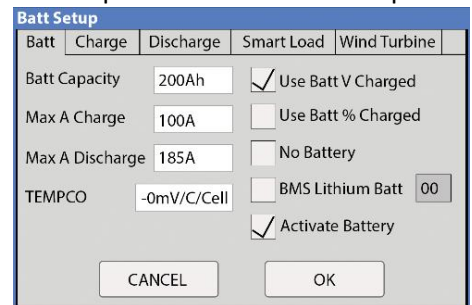 Batt Setup
Batt Charge Discharge Smart Load Wind Turbine
Batt Capacity 200Ah Use Batt V Charged
Max A Charge 100A Use Batt % Charged
Max A Discharge 185A No Battery
TEMPCO -0mV/C/Cell BMS Lithium Batt 00
Activate Battery
CANCEL OK